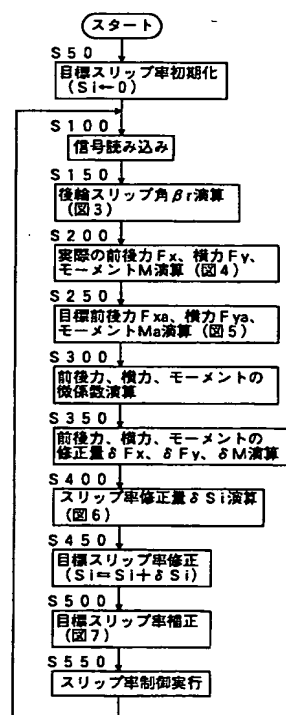 スタート
S50
目標スリップ率初期化
(Si←0)
S100
信号読み込み
S150
後輪スリップ角βr演算
(図3)
S200
実際の前後力Fx、横力Fy、
モーメントM演算(図4)
S250
目標前後力Fxa、横力Fya、
モーメントMa演算(図5)
S300
前後力、横力、モーメントの
微係数演算
S350
前後力、横力、モーメントの
修正量δFx、δFy、δM演算
S400
スリップ率修正量δSi演算
(図6)
S450
目標スリップ率修正
(Si=Si+δSi)
S500
目標スリップ率補正
(図7)
S550
スリップ率制御実行